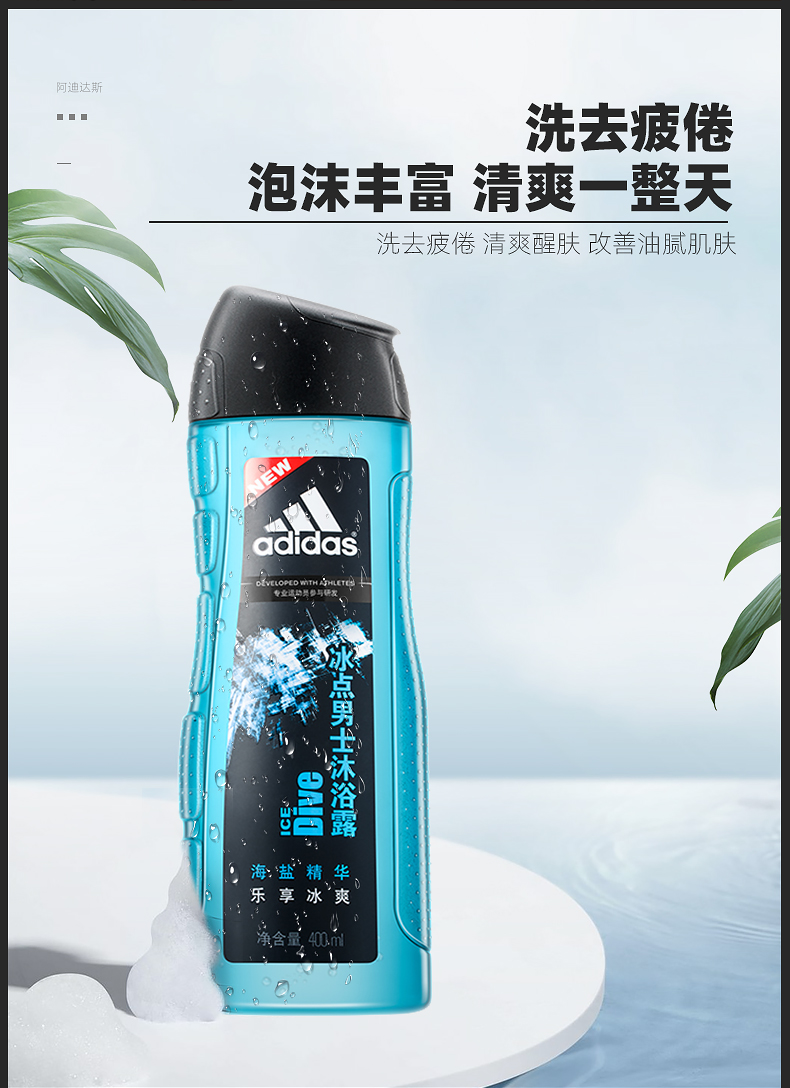 阿迪达斯
洗去疲倦
泡沫丰富 清爽一整天
洗去疲倦 清爽醒肤 改善油腻肌肤
NEW
adidas
DEVELOPED WITH ATHLETES
专业运动员参与研发
冰点男士沐浴露
ICE
Dive
海盐精华
乐享冰爽
净含量 400ml